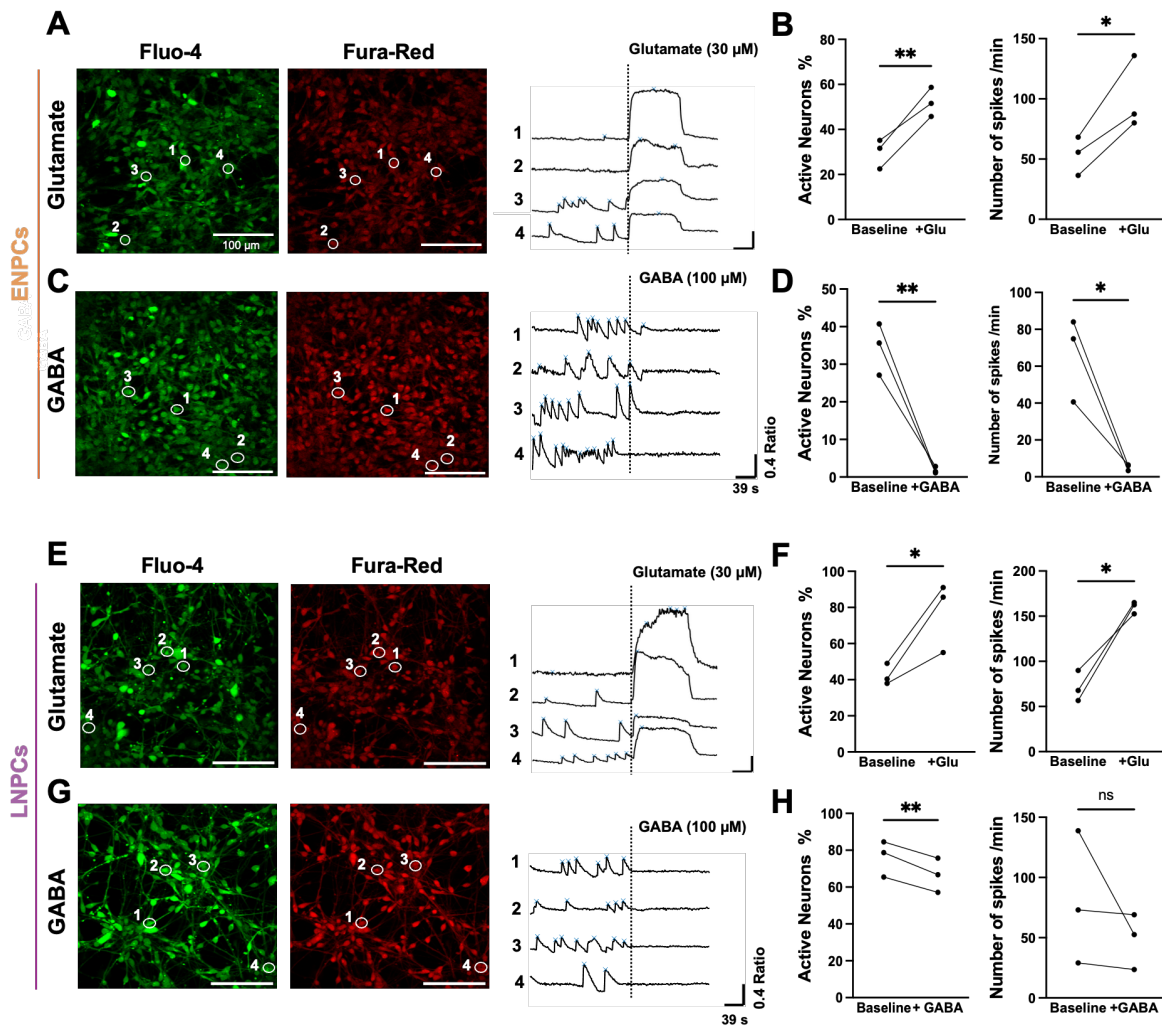 A
Fluo-4
Fura-Red
Glutamate (30 µM)
ENPCs
Glutamate
1
4
3
2
100 µm
1
4
3
2
1
2
3
4
B
Active Neurons %
80
60
40
20
0
**
Baseline +Glu
Number of spikes /min
150
100
50
0
*
Baseline +Glu
C
GABA
3
1
2
4
3
1
2
4
GABA (100 µM)
1
2
3
4
0.4 Ratio
39 s
D
Active Neurons %
50
40
30
20
10
0
**
Baseline +GABA
Number of spikes /min
100
80
60
40
20
0
*
Baseline +GABA
E
Fluo-4
Fura-Red
Glutamate (30 µM)
LNPCs
Glutamate
2
1
3
4
2
1
3
4
1
2
3
4
F
Active Neurons %
100
80
60
40
20
0
*
Baseline +Glu
Number of spikes /min
200
150
100
50
0
*
Baseline +Glu
G
GABA
2
3
1
4
2
3
1
4
GABA (100 µM)
1
2
3
4
0.4 Ratio
39 s
H
Active Neurons %
100
80
60
40
20
0
**
Baseline + GABA
Number of spikes /min
150
100
50
0
ns
Baseline +GABA